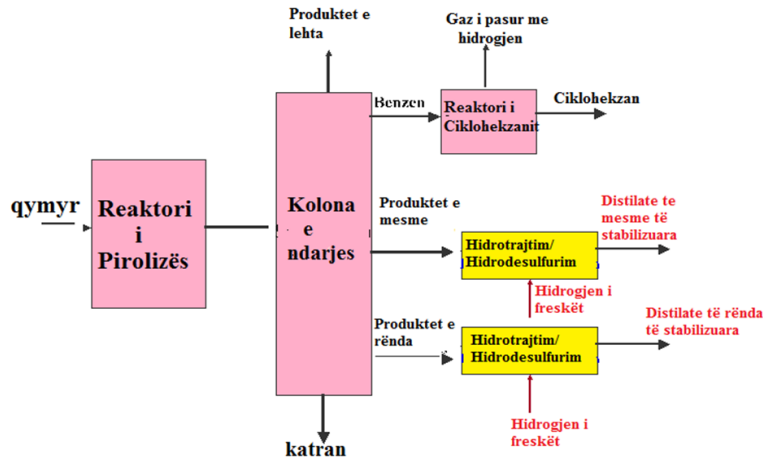 Produktet e
lehta
Gaz i pasur me
hidrogjen
Benzen
Reaktori i
Ciklohekzanit
Ciklohekzan
qymyr
Reaktori
i
Pirolizës
Kolona
e
ndarjes
Produktet e
mesme
Hidrotrajtim/
Hidrodesulfurim
Distilate te
mesme të
stabilizuara
Hidrogjen i
freskët
Produktet e
rënda
Hidrotrajtim/
Hidrodesulfurim
Distilate të rënda
të stabilizuara
Hidrogjen i
freskët
katran